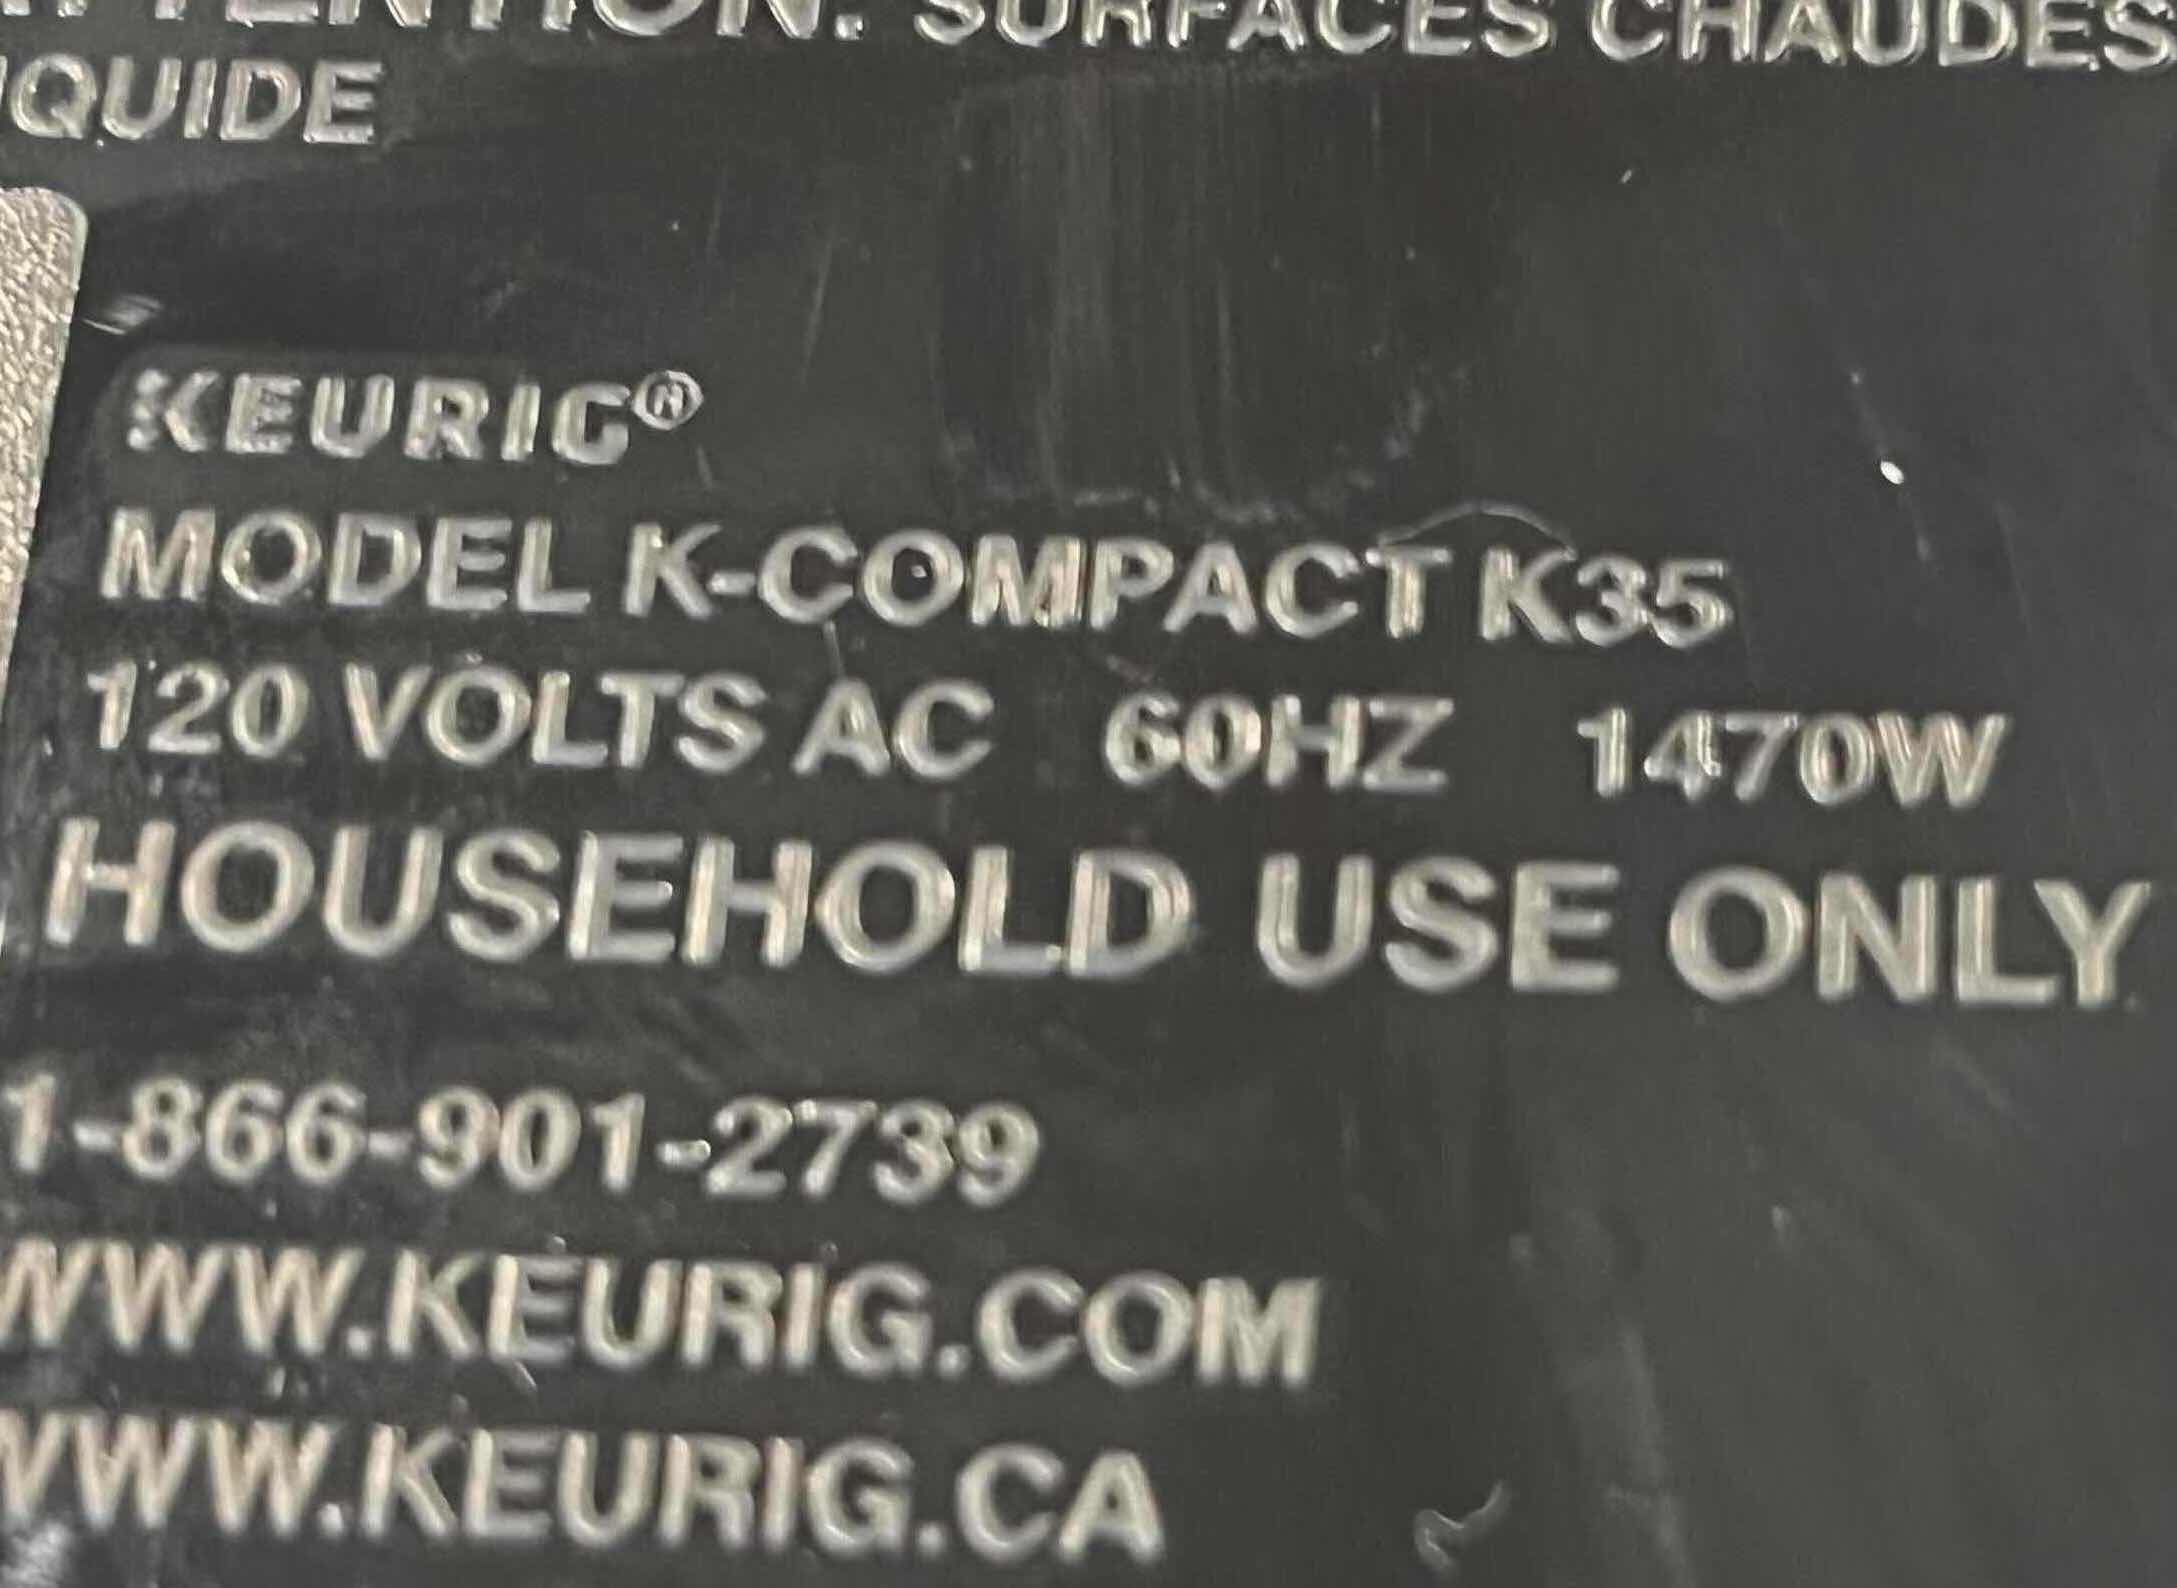 ATTENTION: SURFACES CHAUDES
IQUIDE
KEURIG®
MODEL K-COMPACT K35
120 VOLTS AC 60HZ 1470W
HOUSEHOLD USE ONLY
1-866-901-2739
WWW.KEURIG.COM
WWW.KEURIG.CA